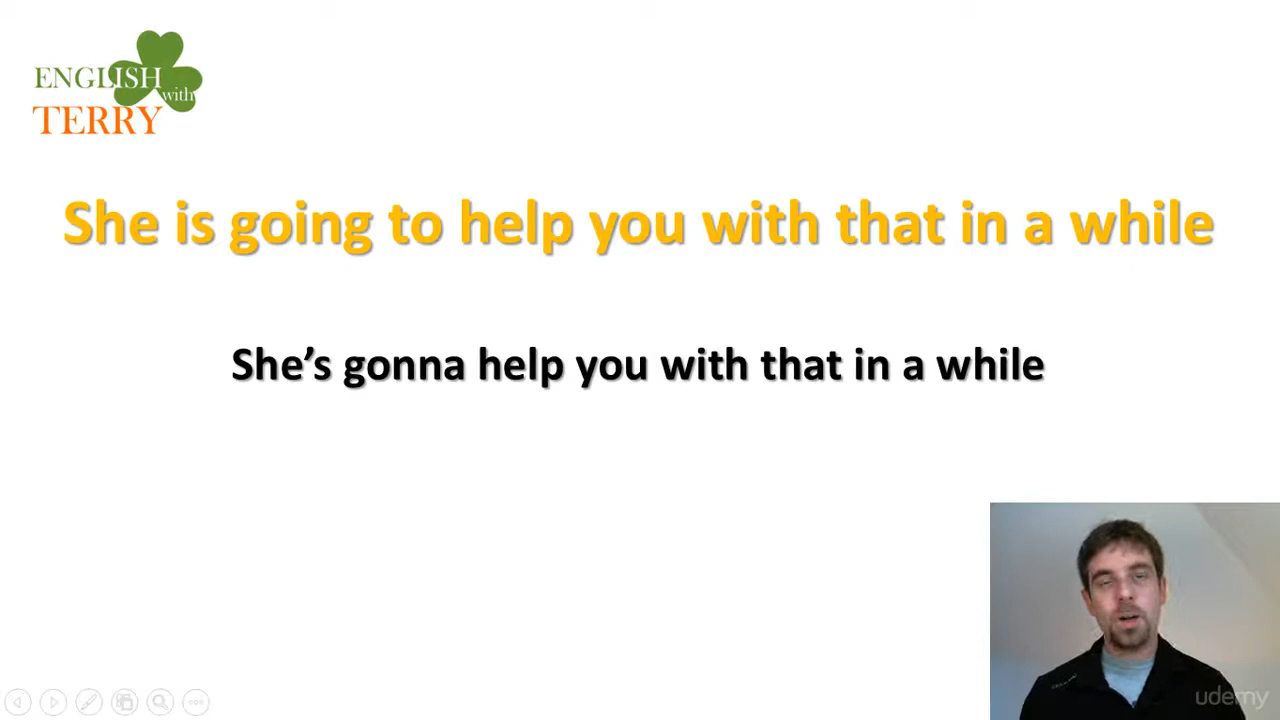 ENGLISH
with
TERRY
She is going to help you with that in a while
She’s gonna help you with that in a while
udemy